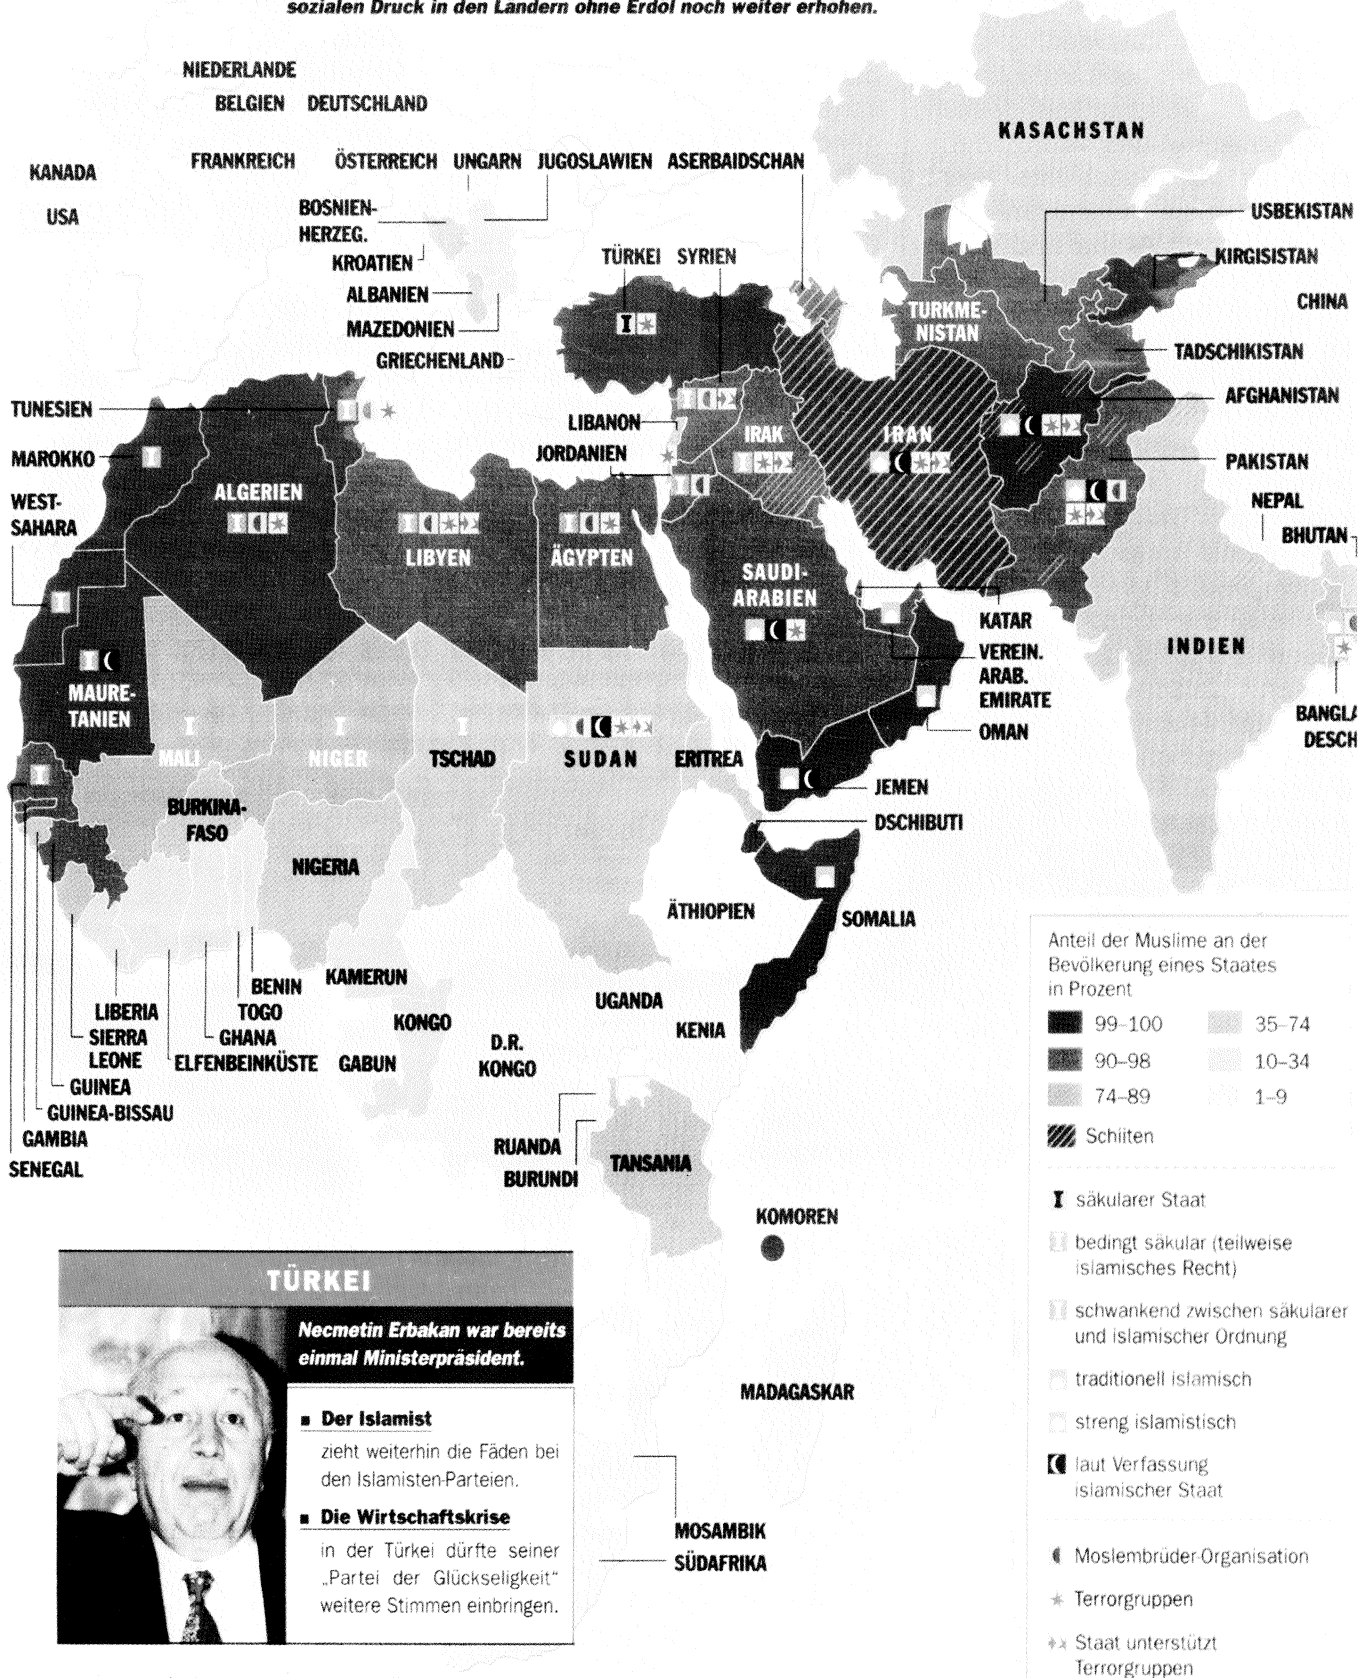 sozialen Druck in den Ländern ohne Erdöl noch weiter erhöhen.
NIEDERLANDE
BELGIEN DEUTSCHLAND
KASACHSTAN
KANADA
FRANKREICH ÖSTERREICH UNGARN JUGOSLAWIEN ASERBAIDSCHAN
USA
BOSNIEN-
HERZEG.
USBEKISTAN
KROATIEN
TÜRKEI SYRIEN
KIRGISISTAN
ALBANIEN
CHINA
MAZEDONIEN
TURKME-
NISTAN
GRIECHENLAND
TADSCHIKISTAN
TUNESIEN
AFGHANISTAN
LIBANON
IRAK
IRAN
MAROKKO
JORDANIEN
PAKISTAN
WEST-
SAHARA
ALGERIEN
NEPAL
BHUTAN
LIBYEN
ÄGYPTEN
SAUDI-
ARABIEN
KATAR
INDIEN
VEREIN.
ARAB.
EMIRATE
MAURE-
TANIEN
BANGLA
DESCH
OMAN
MALI
NIGER
TSCHAD
SUDAN
ERITREA
JEMEN
BURKINA-
FASO
DSCHIBUTI
NIGERIA
ÄTHIOPIEN
SOMALIA
KAMERUN
BENIN
TOGO
LIBERIA
UGANDA
KONGO
KENIA
SIERRA
LEONE
GHANA
ELFENBEINKÜSTE
GABUN
D.R.
KONGO
GUINEA
GUINEA-BISSAU
GAMBIA
SENEGAL
RUANDA
BURUNDI
TANSANIA
KOMOREN
MADAGASKAR
MOSAMBIK
SÜDAFRIKA
Anteil der Muslime an der
Bevölkerung eines Staates
in Prozent
99–100 35–74
90–98 10–34
74–89 1–9
Schiiten
säkularer Staat
bedingt säkular (teilweise
islamisches Recht)
schwankend zwischen säkularer
und islamischer Ordnung
traditionell islamisch
streng islamistisch
laut Verfassung
islamischer Staat
Moslembrüder-Organisation
Terrorgruppen
Staat unterstützt
Terrorgruppen
TÜRKEI
Necmetin Erbakan war bereits
einmal Ministerpräsident.
■ Der Islamist
zieht weiterhin die Fäden bei
den Islamisten-Parteien.
■ Die Wirtschaftskrise
in der Türkei dürfte seiner
„Partei der Glückseligkeit“
weitere Stimmen einbringen.